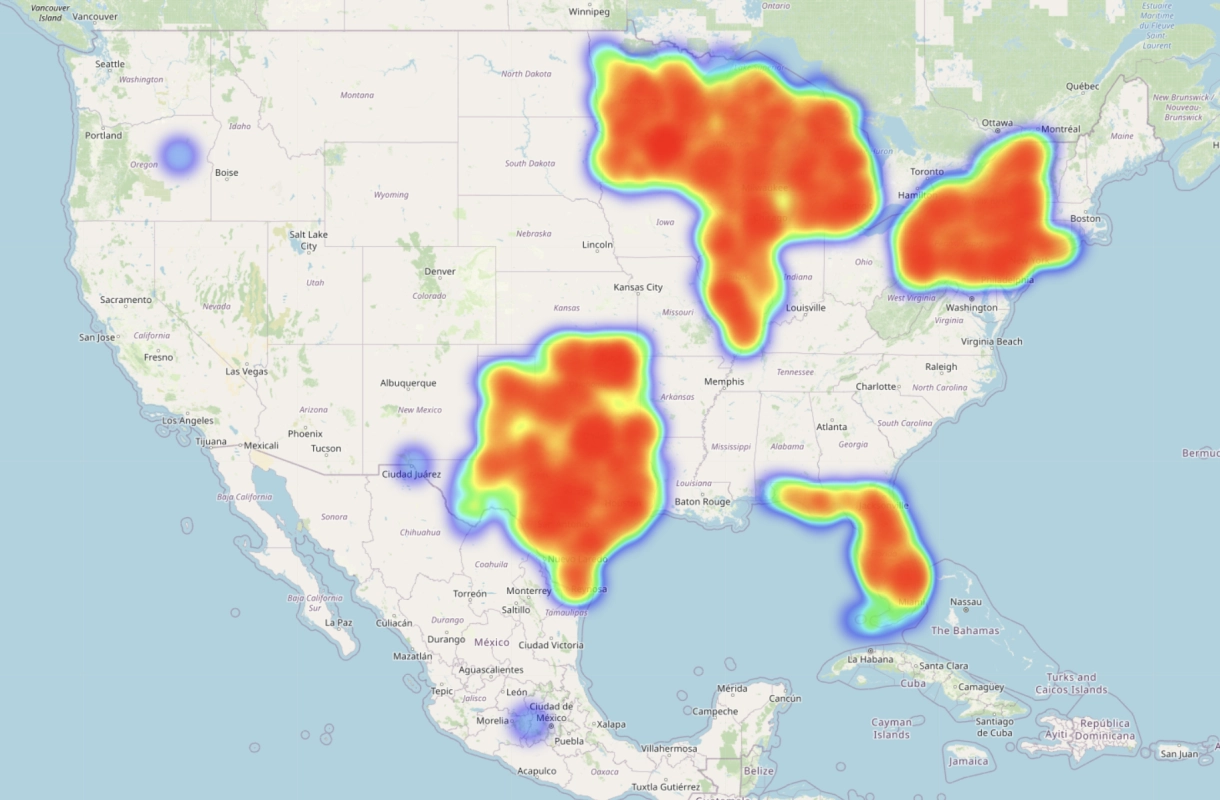 Vancouver
Island
Vancouver
Winnipeg
Ontario
Estuaire
Maritime
du Fleuve
Saint
Laurent
Seattle
Washington
North Dakota
Montana
Québec
New Brunswick /
Nouveau-
Brunswick
Ottawa
Montréal
Maine
Portland
Idaho
Oregon
Boise
South Dakota
Toronto
Hamil
Wyoming
Iowa
Boston
Salt Lake
City
Nebraska
Lincoln
Ohio
Indiana
Denver
Colorado
Utah
Kansas City
Kansas
Missouri
Louisville
West Virginia
Washington
Virginia
Sacramento
Nevada
San Jose
California
Fresno
Las Vegas
Virginia Beach
Raleigh
North Carolina
Tennessee
Memphis
Charlotte
Albuquerque
New Mexico
Arkansas
Arizona
Phoenix
Tucson
Los Angeles
Tijuana
Mexicali
South Carolina
Atlanta
Georgia
Alabama
Mississippi
Bermu
Ciudad Juárez
Louisiana
Baton Rouge
Baja California
Sonora
Chihuahua
Coahuila
Nuevo
Monterrey
osa
Torreón
Saltillo
Tamaulipas
Baja California
Sur
La Paz
Culiacán
Durango
Durango
México
Ciudad Victoria
Mazatlán
Aguascalientes
Miami
Nassau
The Bahamas
La Habana
Santa Clara
Cuba
Camaguey
Turks and
Caicos Islands
Tepic
Jalisco
León
Mérida
Cancún
Campeche
Morelia
Ciudad de
México
Xalapa
Puebla
Santiago
de Cuba
Cayman
Islands
Ayiti
República
Dominicana
San Juan
Jamaica
Villahermosa
Acapulco
Oaxaca
Belize
Tuxtla Gutiérrez